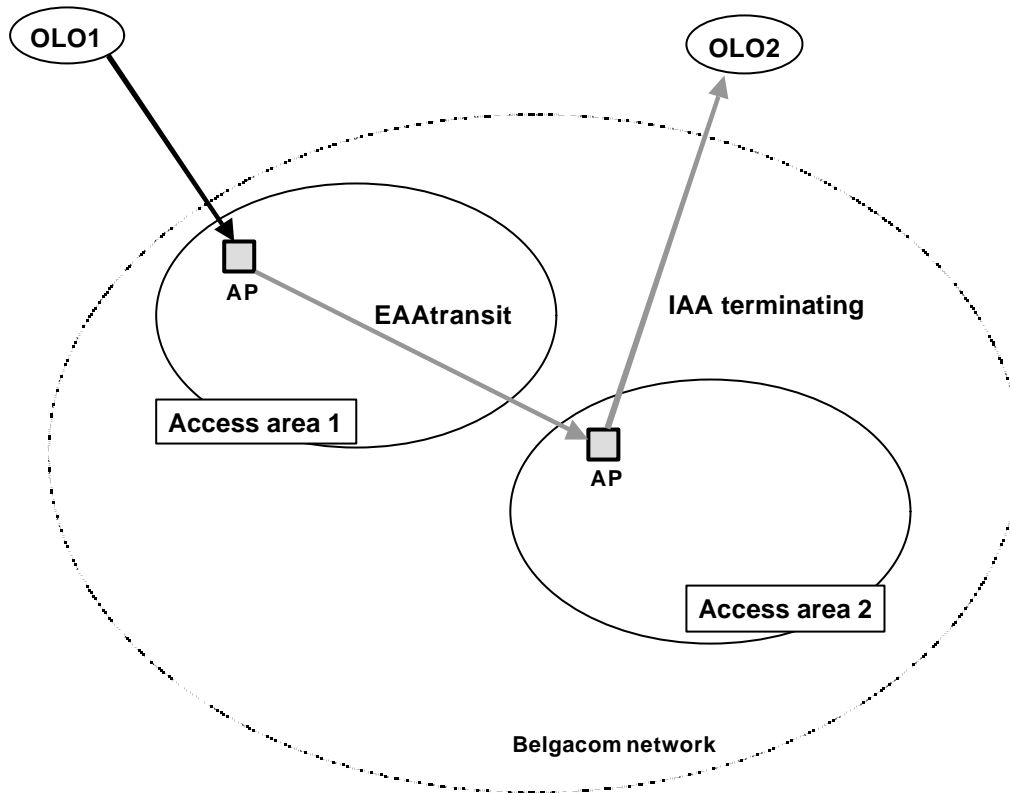 OLO1
OLO2
AP
EAAtransit
IAA terminating
Access area 1
AP
Access area 2
Belgacom network